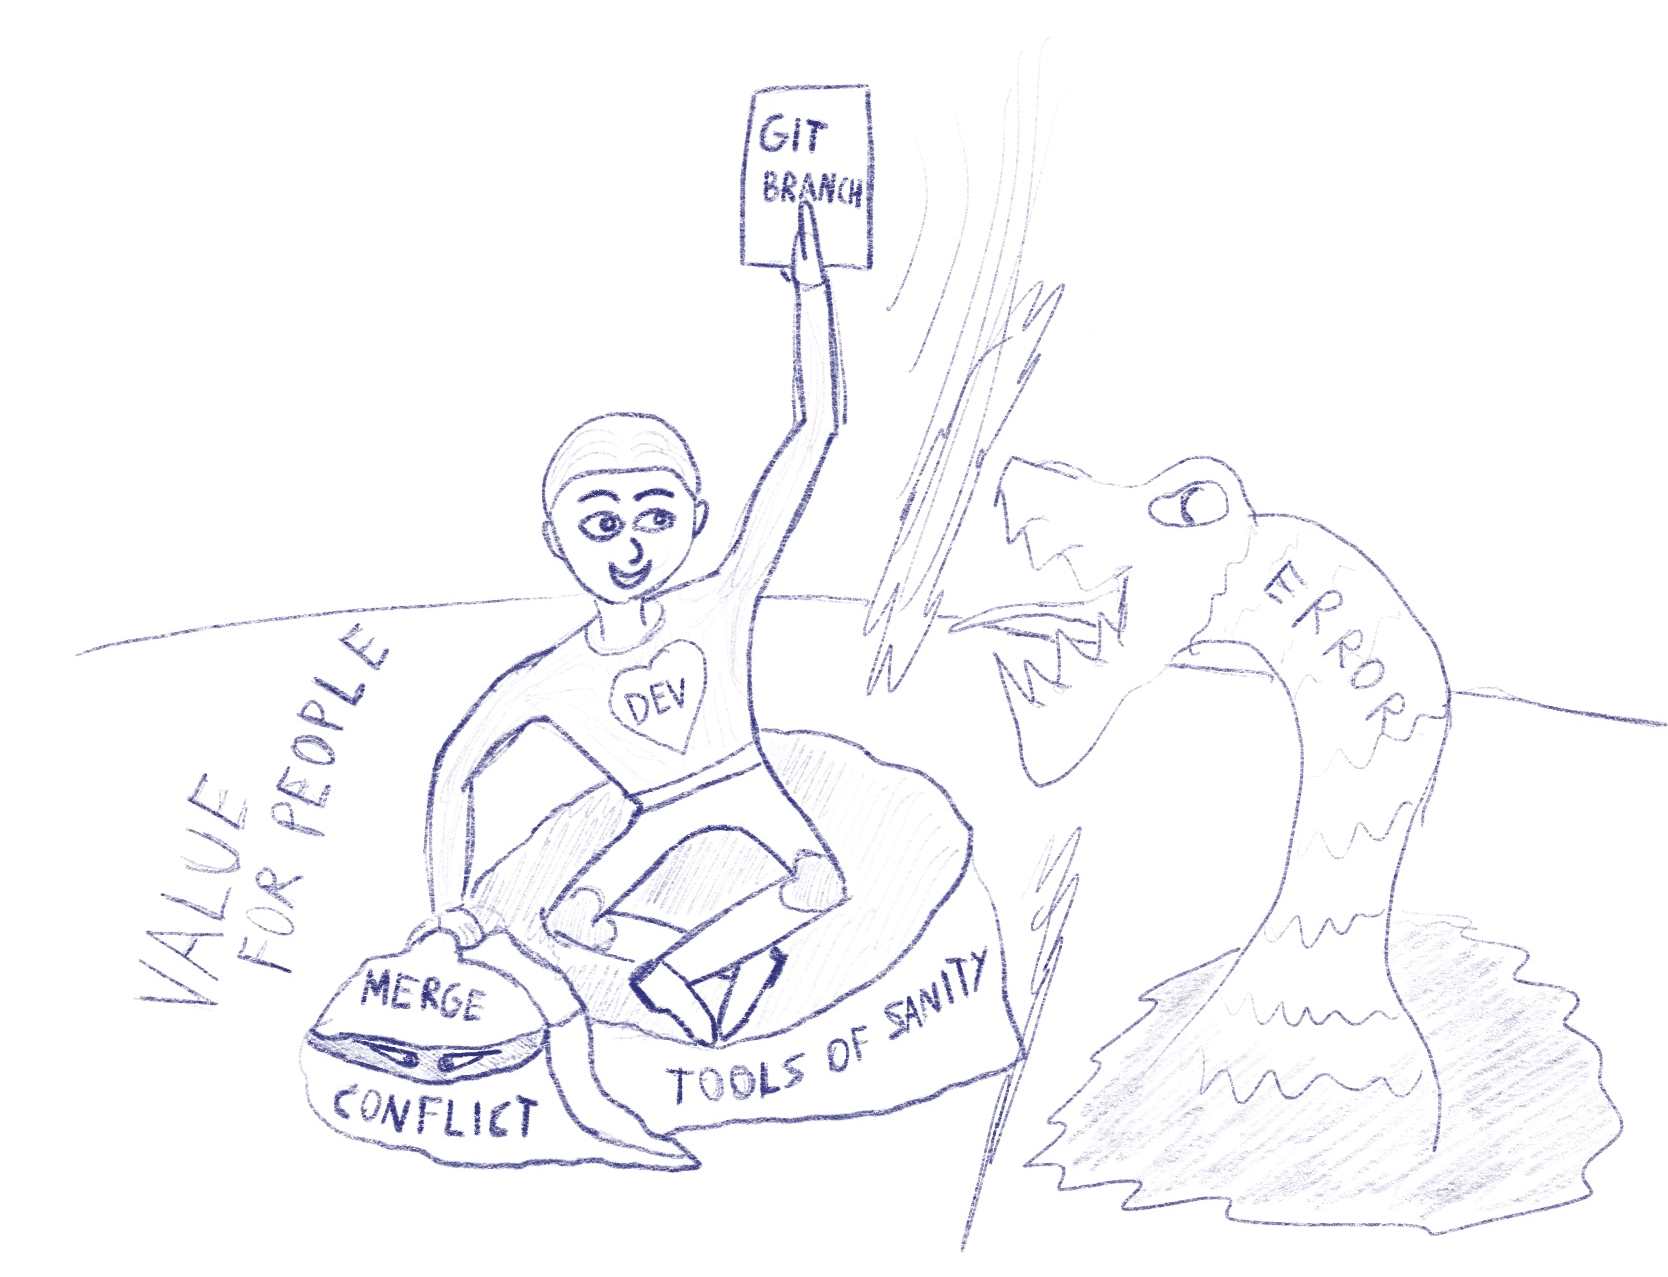 GIT
BRANCH
DEV
ERROR
VALUE
FOR PEOPLE
MERGE
CONFLICT
TOOLS OF SANITY